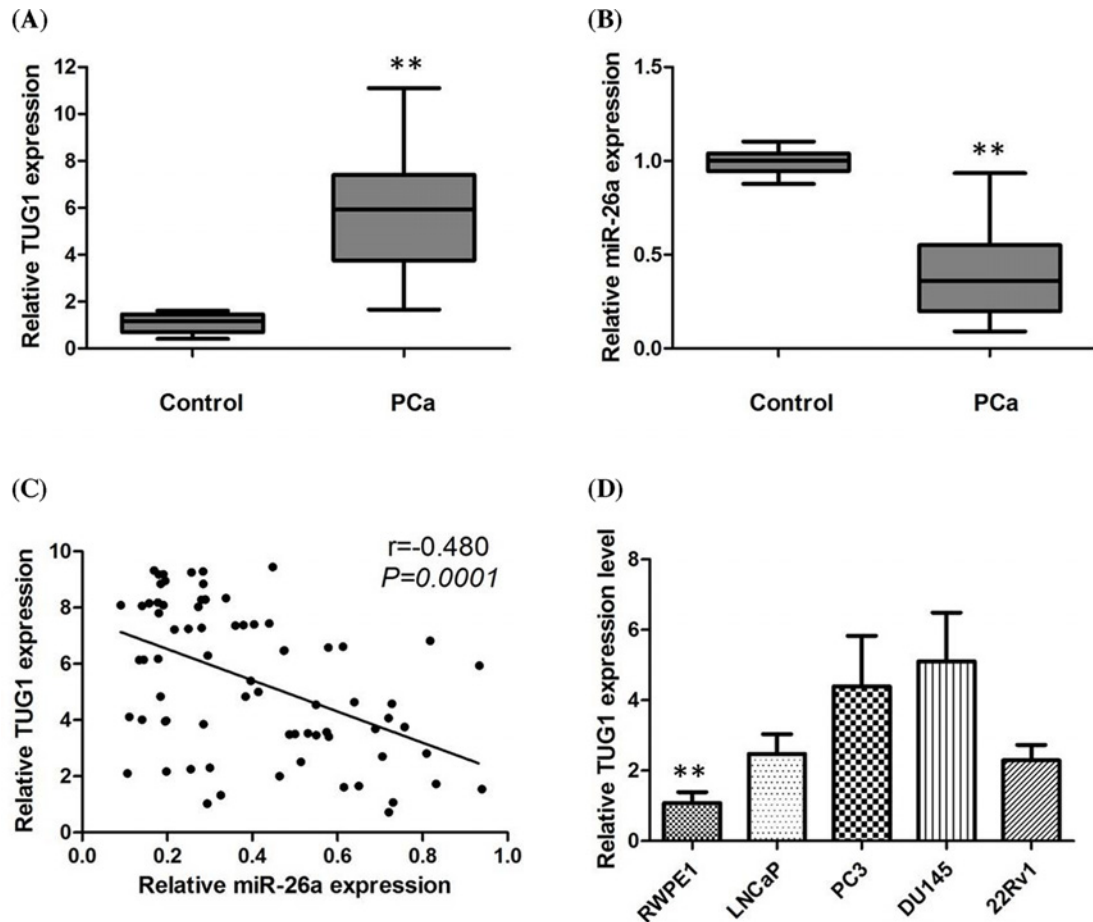 (A)
Relative TUG1 expression
12
10
8
6
4
2
0
**
Control
PCa
(B)
Relative miR-26a expression
1.5
1.0
0.5
0.0
**
Control
PCa
(C)
Relative TUG1 expression
10
8
6
4
2
0
r=-0.480
P=0.0001
0.0
0.2
0.4
0.6
0.8
1.0
Relative miR-26a expression
(D)
Relative TUG1 expression level
8
6
4
2
0
**
RWPE1
LNCaP
PC3
DU145
22Rv1